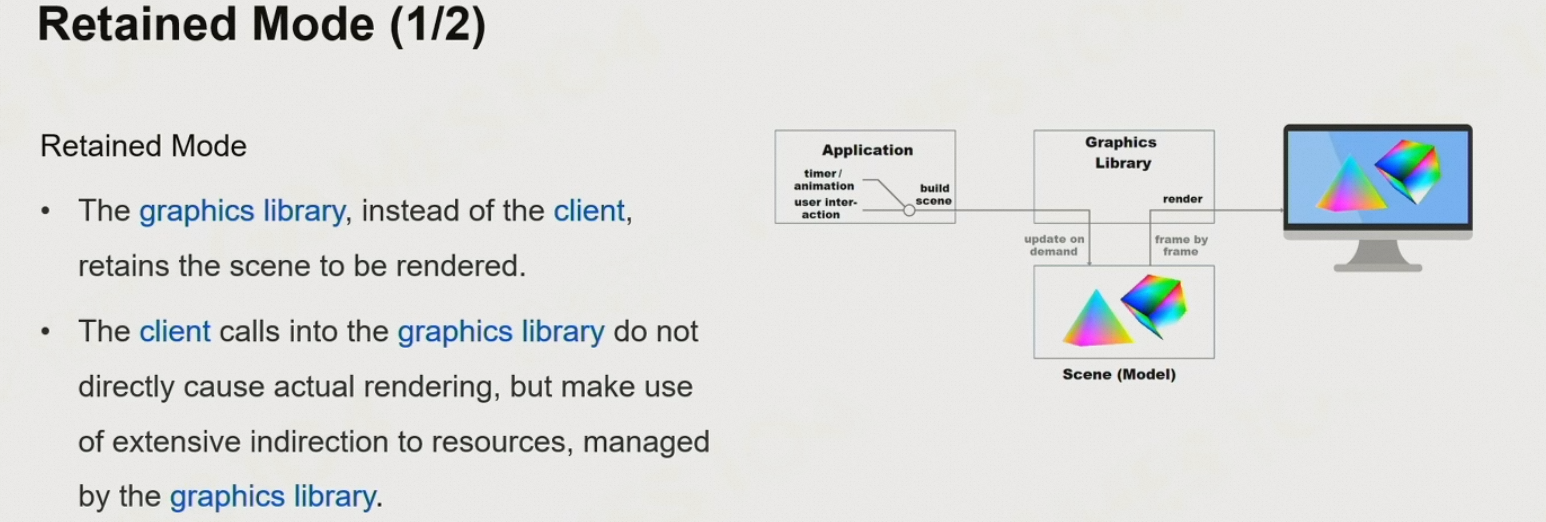 Retained Mode (1/2)
Retained Mode
• The graphics library, instead of the client,
retains the scene to be rendered.
• The client calls into the graphics library do not
directly cause actual rendering, but make use
of extensive indirection to resources, managed
by the graphics library.
Application
timer /
animation
user inter-
action
build
scene
Graphics
Library
render
update on
demand
frame by
frame
Scene (Model)